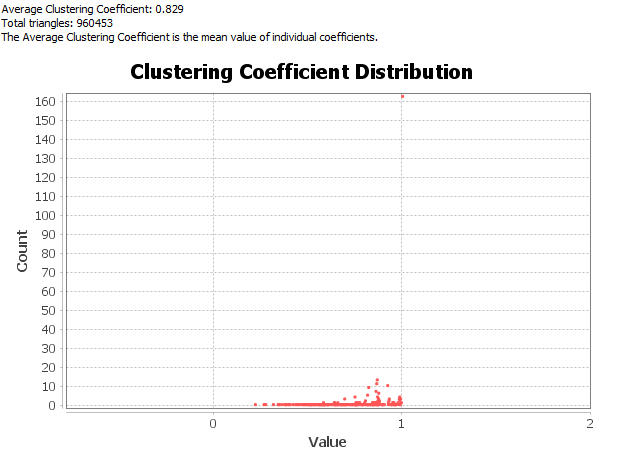 Average Clustering Coefficient: 0.829
Total triangles: 960453
The Average Clustering Coefficient is the mean value of individual coefficients.
Clustering Coefficient Distribution
160
150
140
130
120
110
100
90
80
70
60
50
40
30
20
10
0
Count
0 1 2
Value